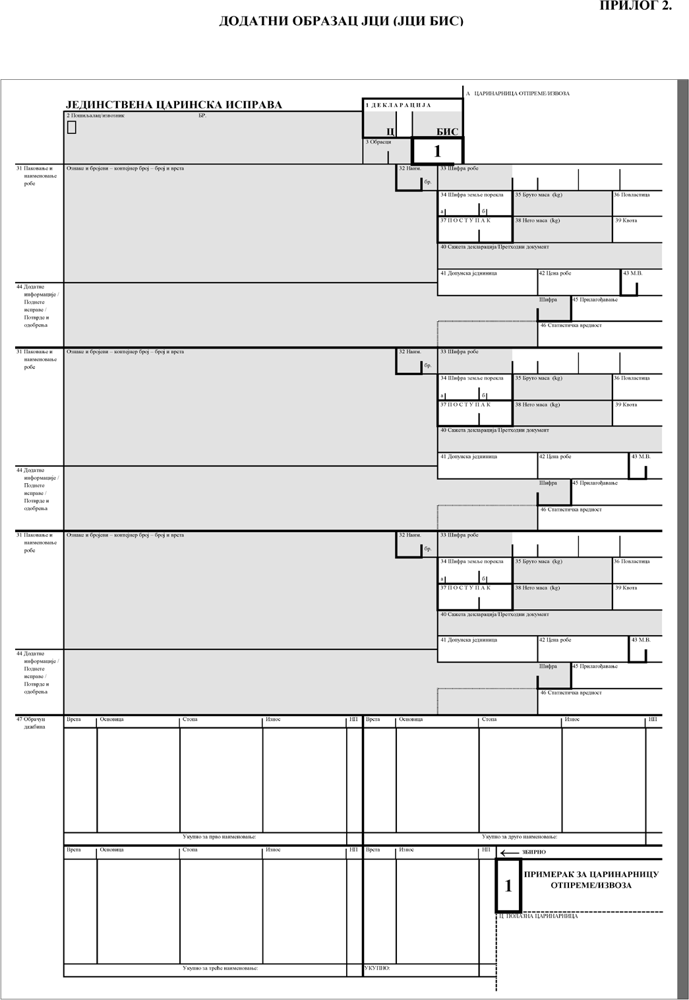 ПРИЛОГ 2.
ДОДАТНИ ОБРАЗАЦ ЈЦИ (ЈЦИ БИС)
А ЦАРИНАРНИЦА ОТПРЕМЕ/ИЗВОЗА
ЈЕДИНСТВЕНА ЦАРИНСКА ИСПРАВА
1 ДЕКЛАРАЦИЈА
2 Пошиљалац/извозник БР.
Ц БИС
3 Обрасци
1
31 Паковање и
наименовање
робе
Ознаке и бројеви – контејнер број – број и врста
32 Наим.
бр.
33 Шифра робе
34 Шифра земље порекла
а б
35 Бруто маса (kg)
36 Повластица
37 ПОСТУПАК
38 Нето маса (kg)
39 Квота
40 Сажета декларација/Претходни документ
41 Допунска јединиица
42 Цена робе
43 М.В.
44 Додатне
информације /
Поднете
исправе /
Потврде и
одобрења
Шифра
45 Прилагођавање
46 Статистичка вредност
31 Паковање и
наименовање
робе
Ознаке и бројеви – контејнер број – број и врста
32 Наим.
бр.
33 Шифра робе
34 Шифра земље порекла
а б
35 Бруто маса (kg)
36 Повластица
37 ПОСТУПАК
38 Нето маса (kg)
39 Квота
40 Сажета декларација/Претходни документ
41 Допунска јединиица
42 Цена робе
43 М.В.
44 Додатне
информације /
Поднете
исправе /
Потврде и
одобрења
Шифра
45 Прилагођавање
46 Статистичка вредност
31 Паковање и
наименовање
робе
Ознаке и бројеви – контејнер број – број и врста
32 Наим.
бр.
33 Шифра робе
34 Шифра земље порекла
а б
35 Бруто маса (kg)
36 Повластица
37 ПОСТУПАК
38 Нето маса (kg)
39 Квота
40 Сажета декларација/Претходни документ
41 Допунска јединиица
42 Цена робе
43 М.В.
44 Додатне
информације /
Поднете
исправе /
Потврде и
одобрења
Шифра
45 Прилагођавање
46 Статистичка вредност
47 Обрачун
дажбина
Врста Основица Стопа Износ НП Врста Основица Стопа Износ НП
Укупно за прво наименовање: Укупно за друго наименовање:
Врста Основица Стопа Износ НП Врста Износ НП
← ЗБИРНО
1
ПРИМЕРАК ЗА ЦАРИНАРНИЦУ
ОТПРЕМЕ/ИЗВОЗА
Ц ПОЛАЗНА ЦАРИНАРНИЦА
Укупно за треће наименовање: УКУПНО: